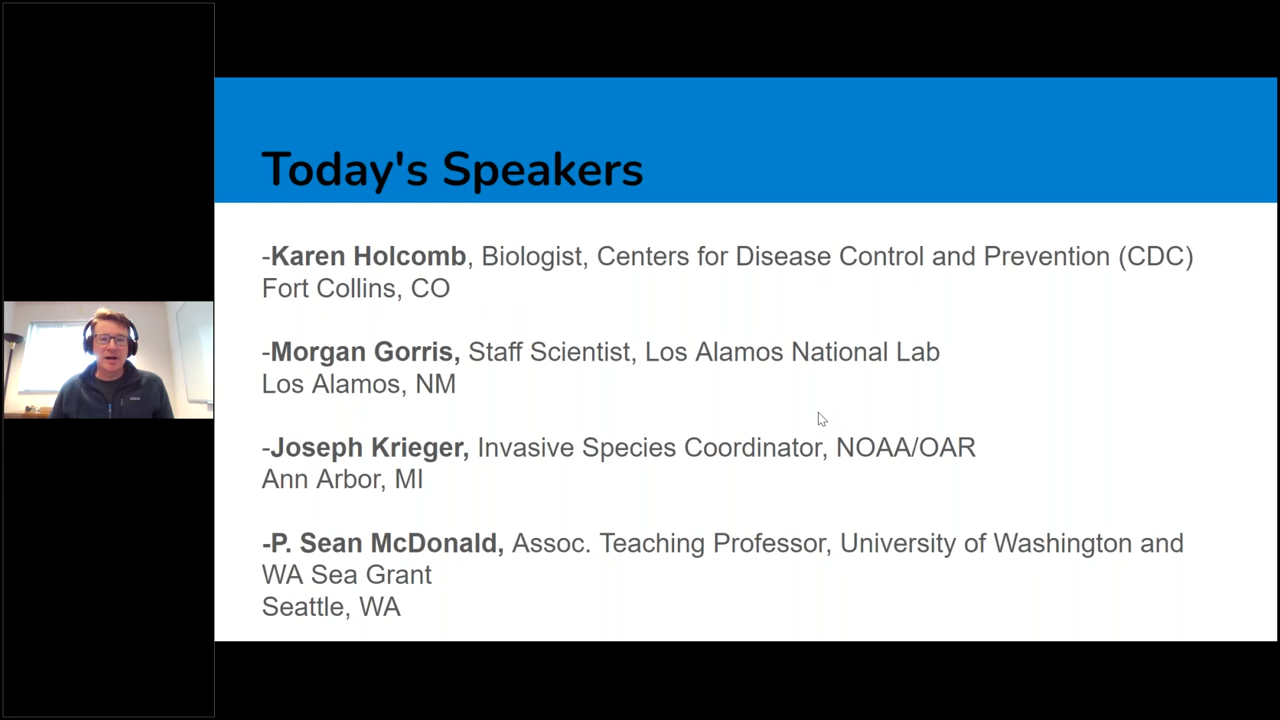 Today's Speakers
-Karen Holcomb, Biologist, Centers for Disease Control and Prevention (CDC)
Fort Collins, CO
-Morgan Gorris, Staff Scientist, Los Alamos National Lab
Los Alamos, NM
-Joseph Krieger, Invasive Species Coordinator, NOAA/OAR
Ann Arbor, MI
-P. Sean McDonald, Assoc. Teaching Professor, University of Washington and
WA Sea Grant
Seattle, WA